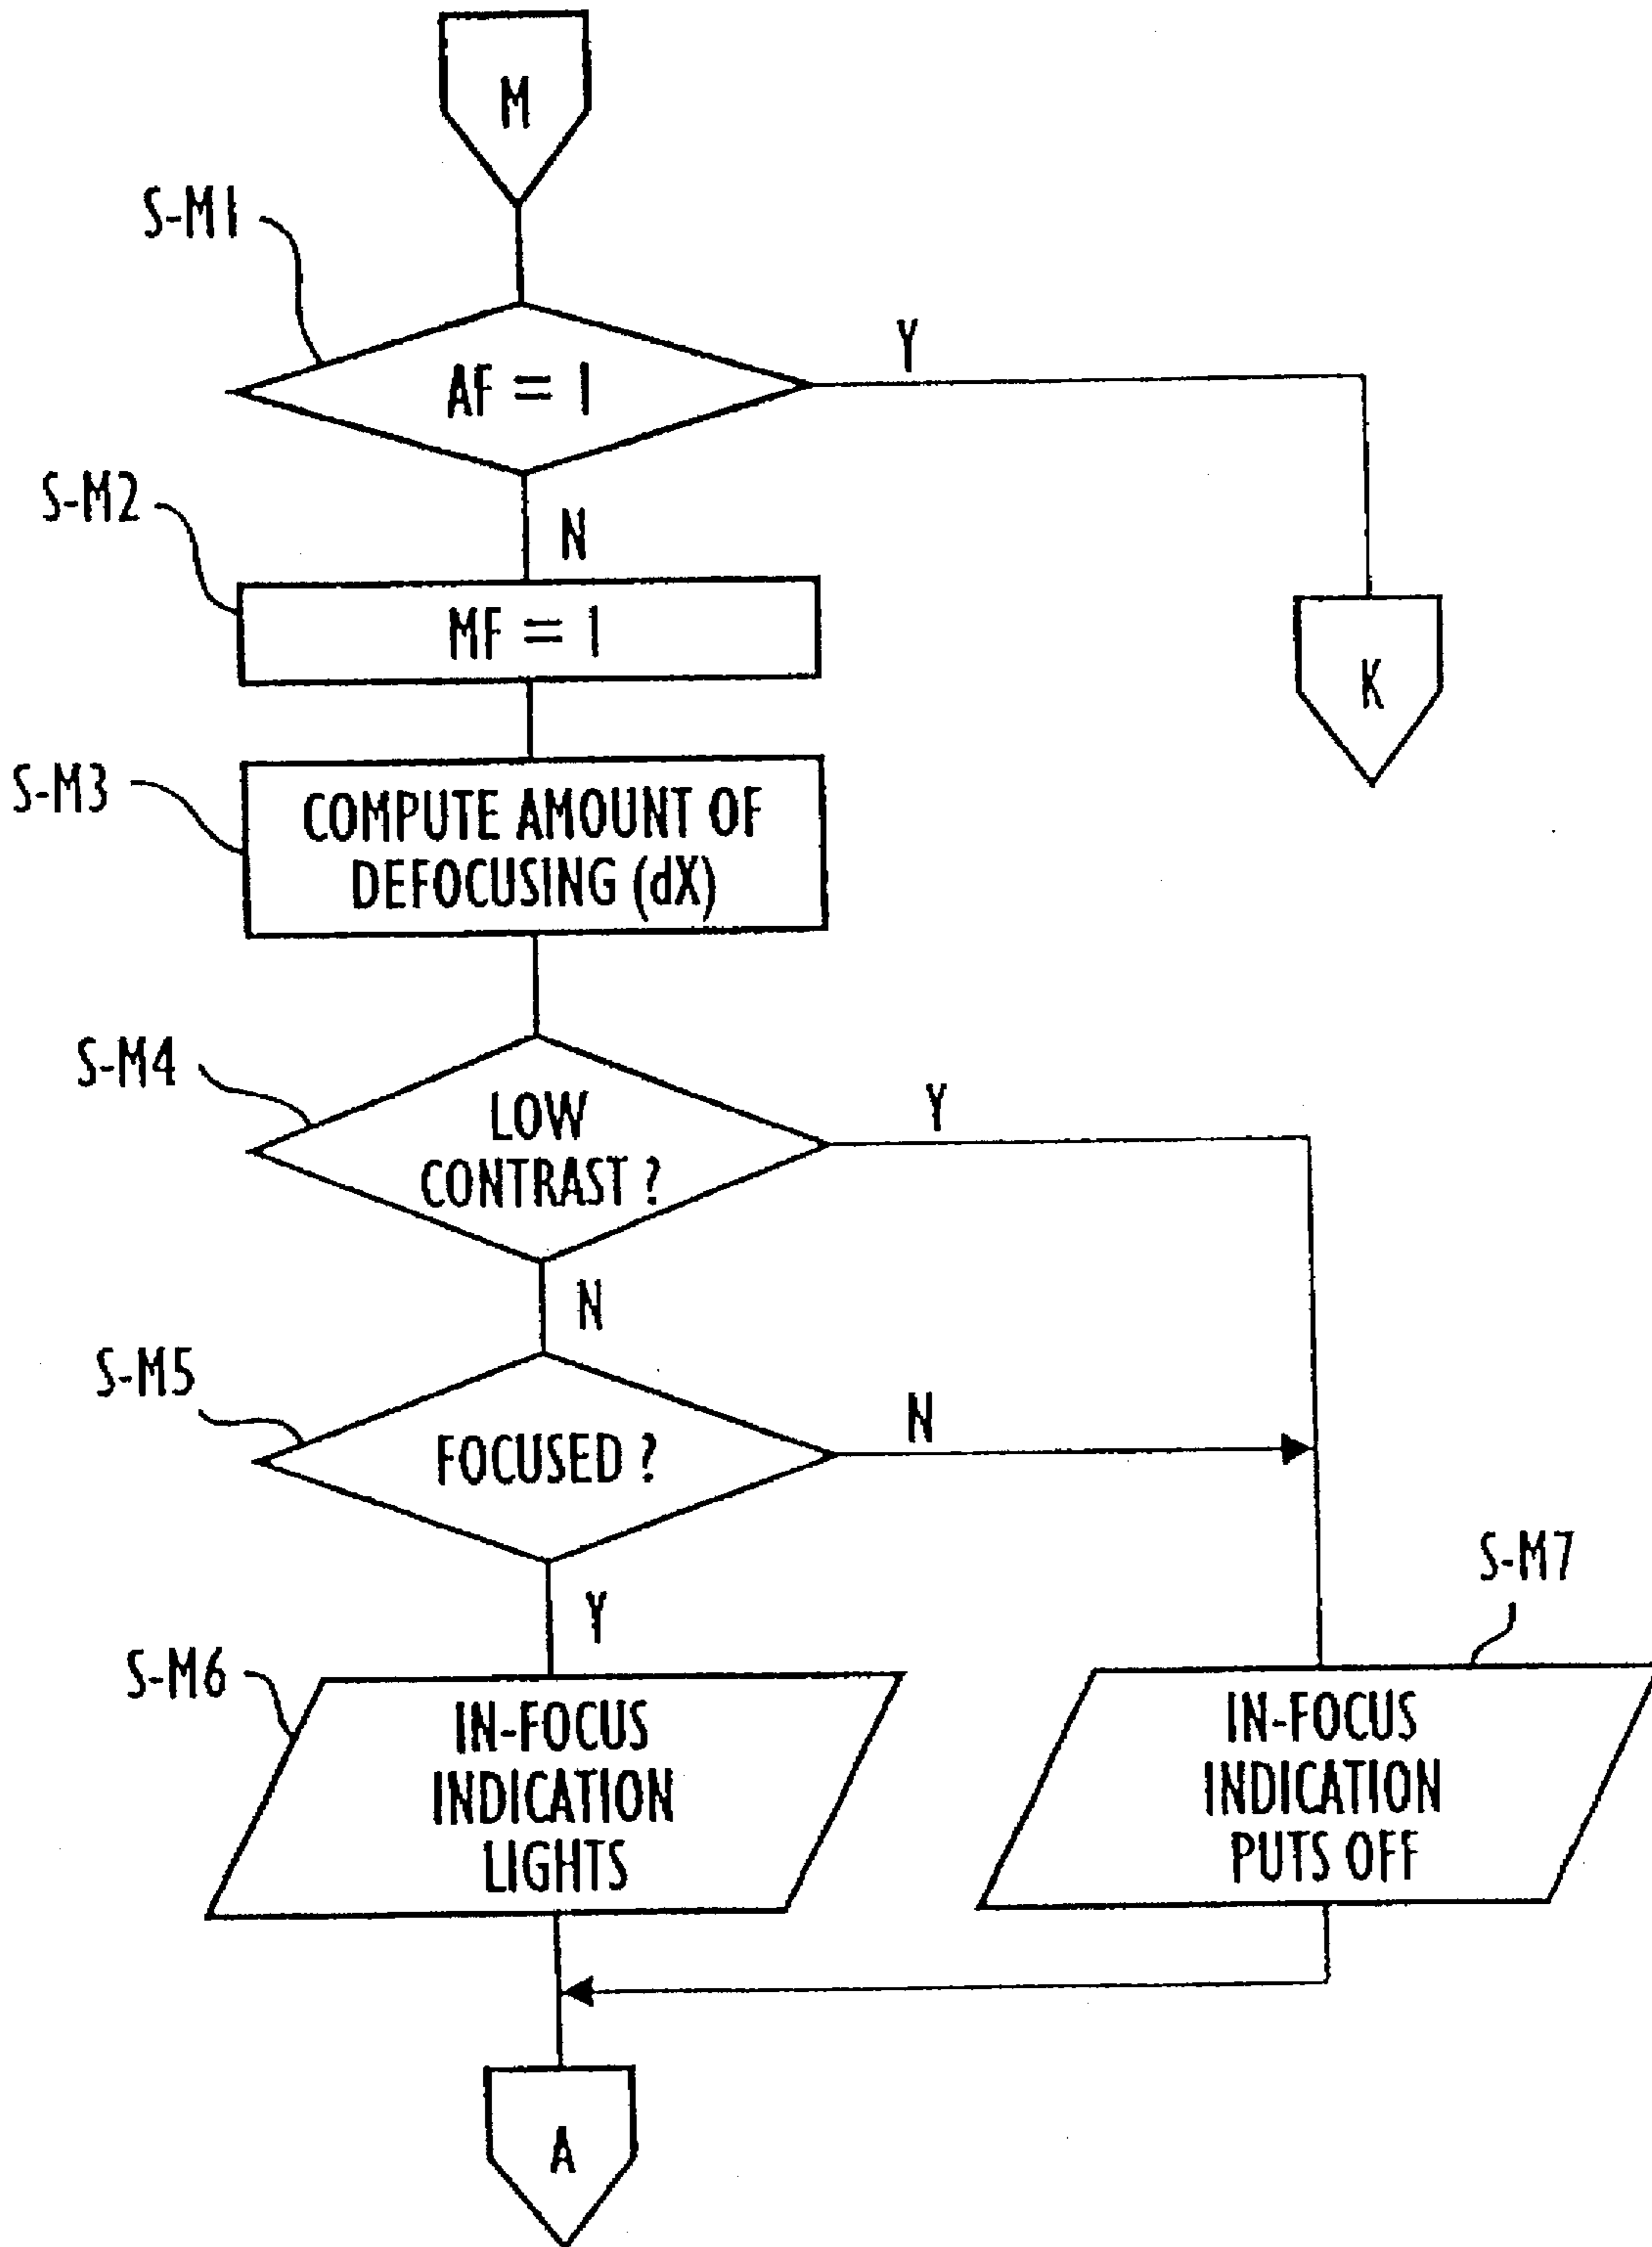 M
S-M1
AF = 1
Y
S-M2
N
MF = 1
K
S-M3
COMPUTE AMOUNT OF
DEFOCUSING (dX)
S-M4
LOW
CONTRAST ?
Y
N
S-M5
FOCUSED ?
N
Y
S-M7
S-M6
IN-FOCUS
INDICATION
LIGHTS
IN-FOCUS
INDICATION
PUTS OFF
A